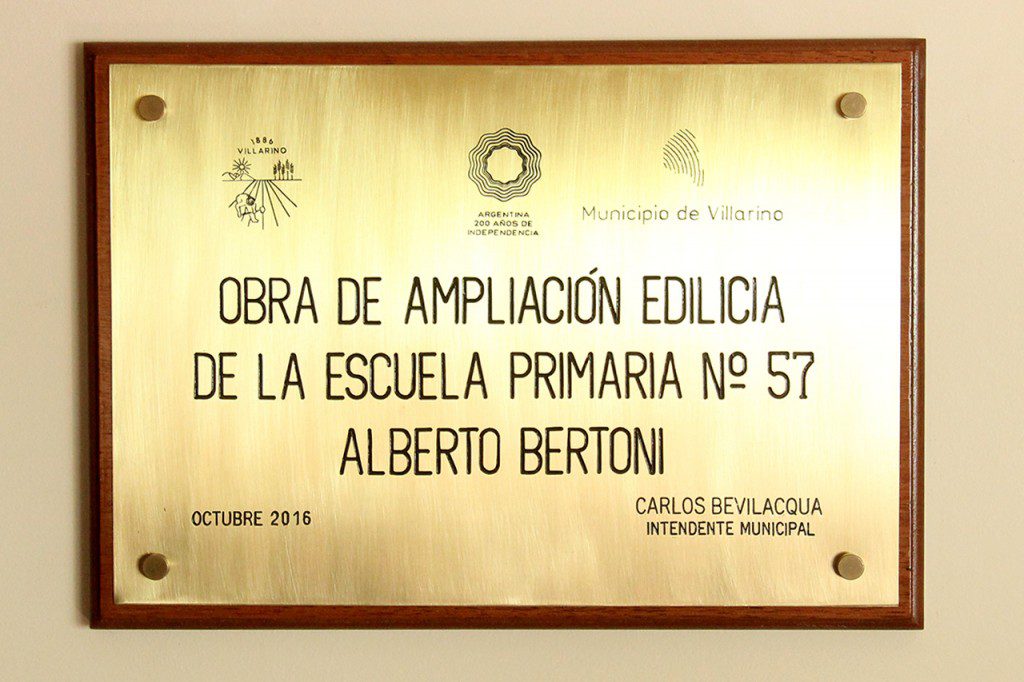 1886
VILLARINO
ARGENTINA
200 AÑOS DE
INDEPENDENCIA
Municipio de Villarino
OBRA DE AMPLIACIÓN EDILICIA
DE LA ESCUELA PRIMARIA Nº 57
ALBERTO BERTONI
OCTUBRE 2016
CARLOS BEVILACQUA
INTENDENTE MUNICIPAL